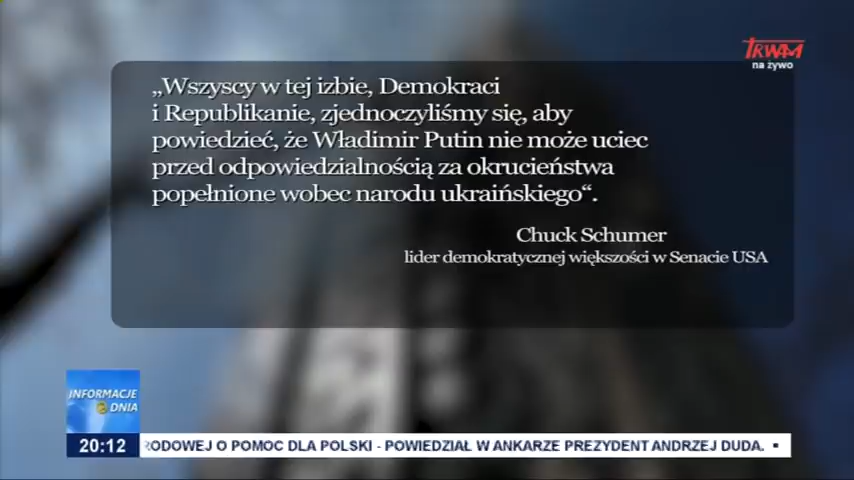 TRWAM
na żywo
„Wszyscy w tej izbie, Demokraci
i Republikanie, zjednoczyliśmy się, aby
powiedzieć, że Władimir Putin nie może uciec
przed odpowiedzialnością za okrucieństwa
popełnione wobec narodu ukraińskiego“.
Chuck Schumer
lider demokratycznej większości w Senacie USA
INFORMACJE
DNIA
20:12 RODOWEJ O POMOC DLA POLSKI - POWIEDZIAŁ W ANKARZE PREZYDENT ANDRZEJ DUDA.